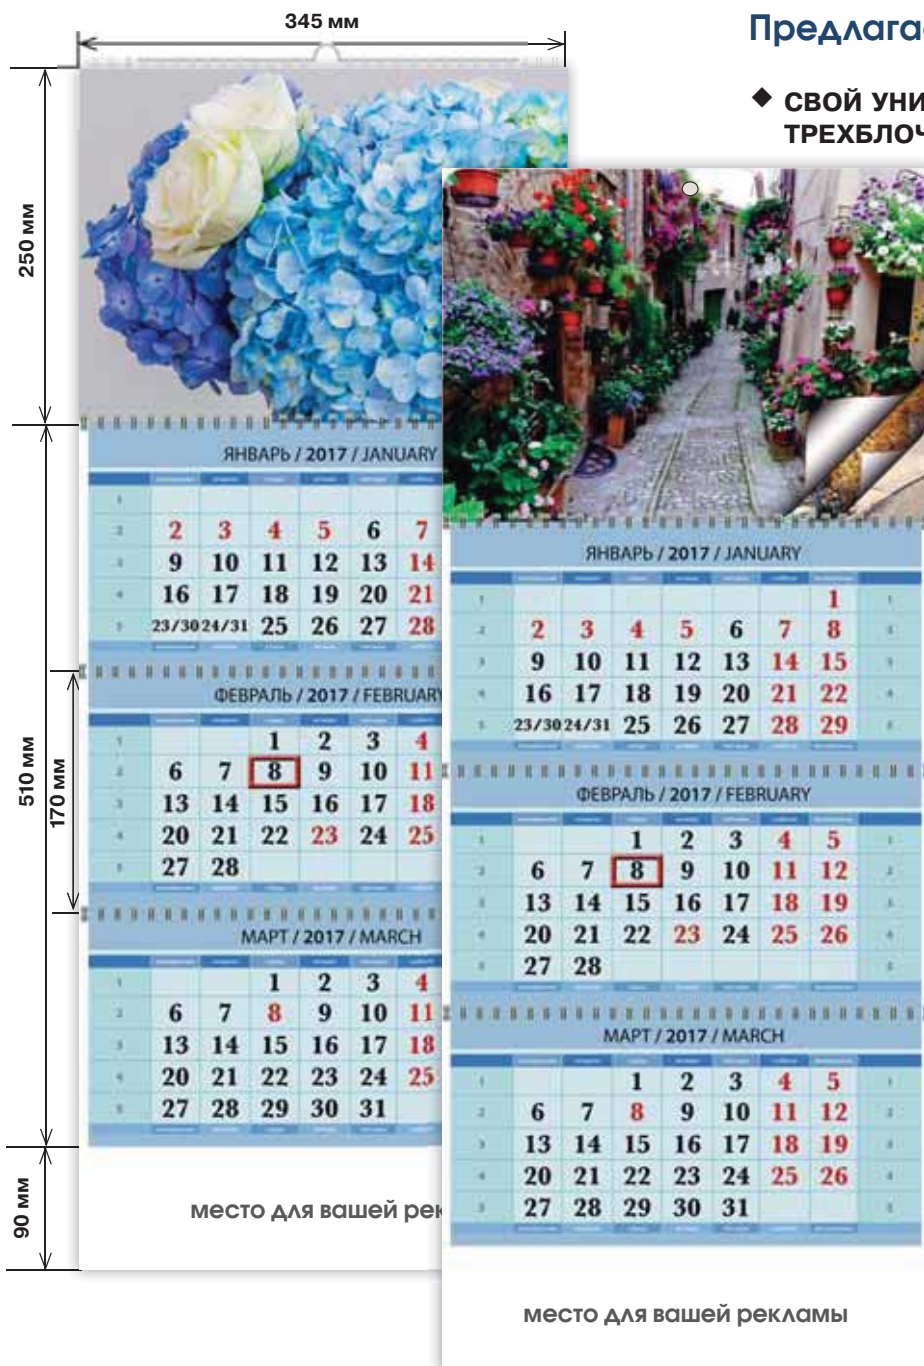 345 мм
Предлага
◆ СВОЙ УНИ
ТРЕХБЛОЧ
250 мм
510 мм
170 мм
90 мм
ЯНВАРЬ / 2017 / JANUARY
2 3 4 5 6 7
9 10 11 12 13 14
16 17 18 19 20 21
23/30 24/31 25 26 27 28
ФЕВРАЛЬ / 2017 / FEBRUARY
1 2 3 4
6 7 8 9 10 11
13 14 15 16 17 18
20 21 22 23 24 25
27 28
МАРТ / 2017 / MARCH
1 2 3 4
6 7 8 9 10 11
13 14 15 16 17 18
20 21 22 23 24 25
27 28 29 30 31
место для вашей рек
ЯНВАРЬ / 2017 / JANUARY
1
2 3 4 5 6 7 8
9 10 11 12 13 14 15
16 17 18 19 20 21 22
23/30 24/31 25 26 27 28 29
ФЕВРАЛЬ / 2017 / FEBRUARY
1 2 3 4 5
6 7 8 9 10 11 12
13 14 15 16 17 18 19
20 21 22 23 24 25 26
27 28
МАРТ / 2017 / MARCH
1 2 3 4 5
6 7 8 9 10 11 12
13 14 15 16 17 18 19
20 21 22 23 24 25 26
27 28 29 30 31
место для вашей рекламы